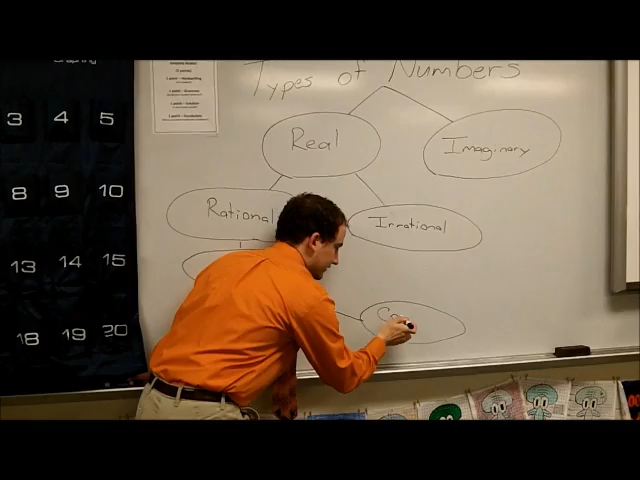 Types of Numbers
Real
Imaginary
Rational
Irrational
Co
3 4 5
8 9 10
13 14 15
18 19 20